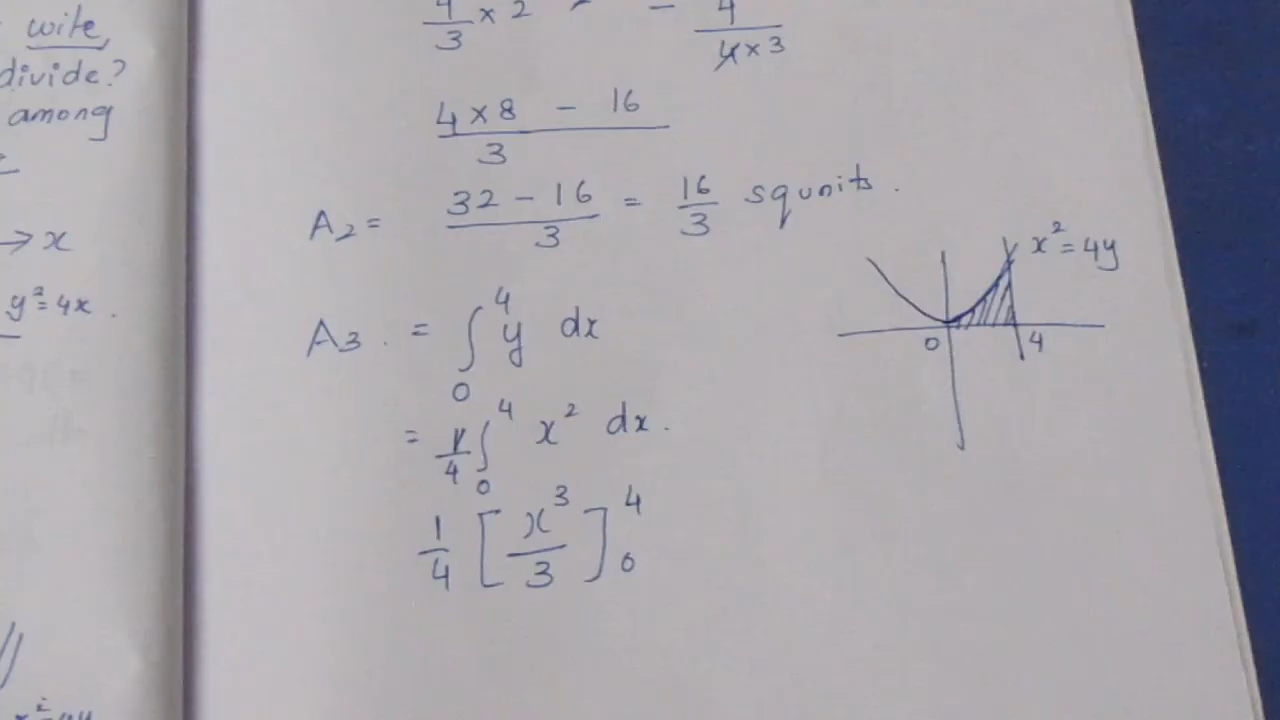 wife,
divide?
among
→ x
y²=4x.
4/3 × 2 - 4/4×3
4 × 8 - 16 / 3
A2 = 32 - 16 / 3 = 16/3 sq units.
x² = 4y
0 4
A3. = ∫₀⁴ y dx
= 1/4 ∫₀⁴ x² dx.
1/4 [x³/3]₀⁴